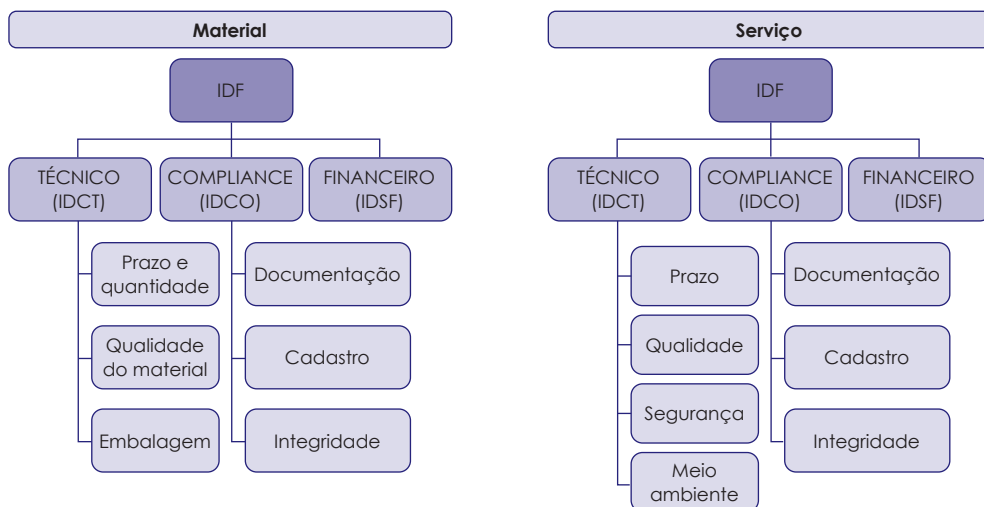 Material
IDF
TÉCNICO
(IDCT)
COMPLIANCE
(IDCO)
FINANCEIRO
(IDSF)
Prazo e
quantidade
Documentação
Qualidade
do material
Cadastro
Embalagem
Integridade
Serviço
IDF
TÉCNICO
(IDCT)
COMPLIANCE
(IDCO)
FINANCEIRO
(IDSF)
Prazo
Documentação
Qualidade
Cadastro
Segurança
Integridade
Meio
ambiente